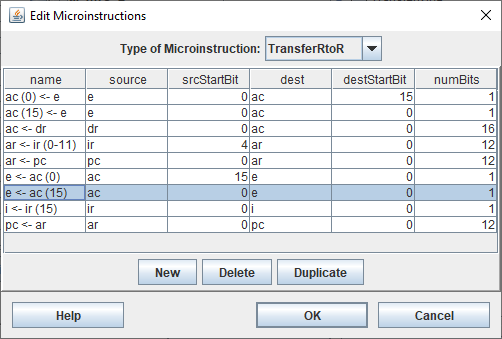 Edit Microinstructions
Type of Microinstruction: TransferRtoR
name source srcStartBit dest destStartBit numBits
ac (0) <- e e 0 ac 15 1
ac (15) <- e e 0 ac 0 1
ac <- dr dr 0 ac 0 16
ar <- ir (0-11) ir 4 ar 0 12
ar <- pc pc 0 ar 0 12
e <- ac (0) ac 15 e 0 1
e <- ac (15) ac 0 e 0 1
i <- ir (15) ir 0 i 0 1
pc <- ar ar 0 pc 0 12
New Delete Duplicate
Help OK Cancel